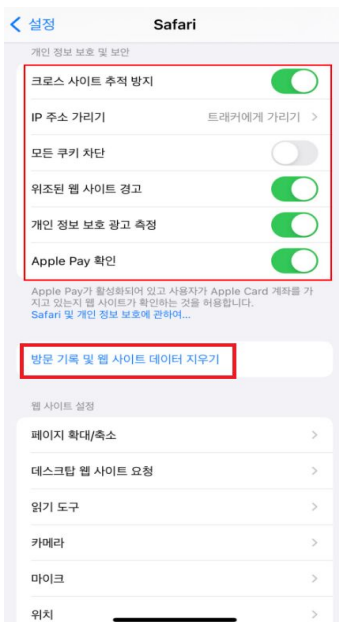 설정
Safari
개인 정보 보호 및 보안
크로스 사이트 추적 방지
IP 주소 가리기 트래커에게 가리기
모든 쿠키 차단
위조된 웹 사이트 경고
개인 정보 보호 광고 측정
Apple Pay 확인
Apple Pay가 활성화되어 있고 사용자가 Apple Card 계좌를 가
지고 있는지 웹 사이트가 확인하는 것을 허용합니다.
Safari 및 개인 정보 보호에 관하여...
방문 기록 및 웹 사이트 데이터 지우기
웹 사이트 설정
페이지 확대/축소
데스크탑 웹 사이트 요청
읽기 도구
카메라
마이크
위치